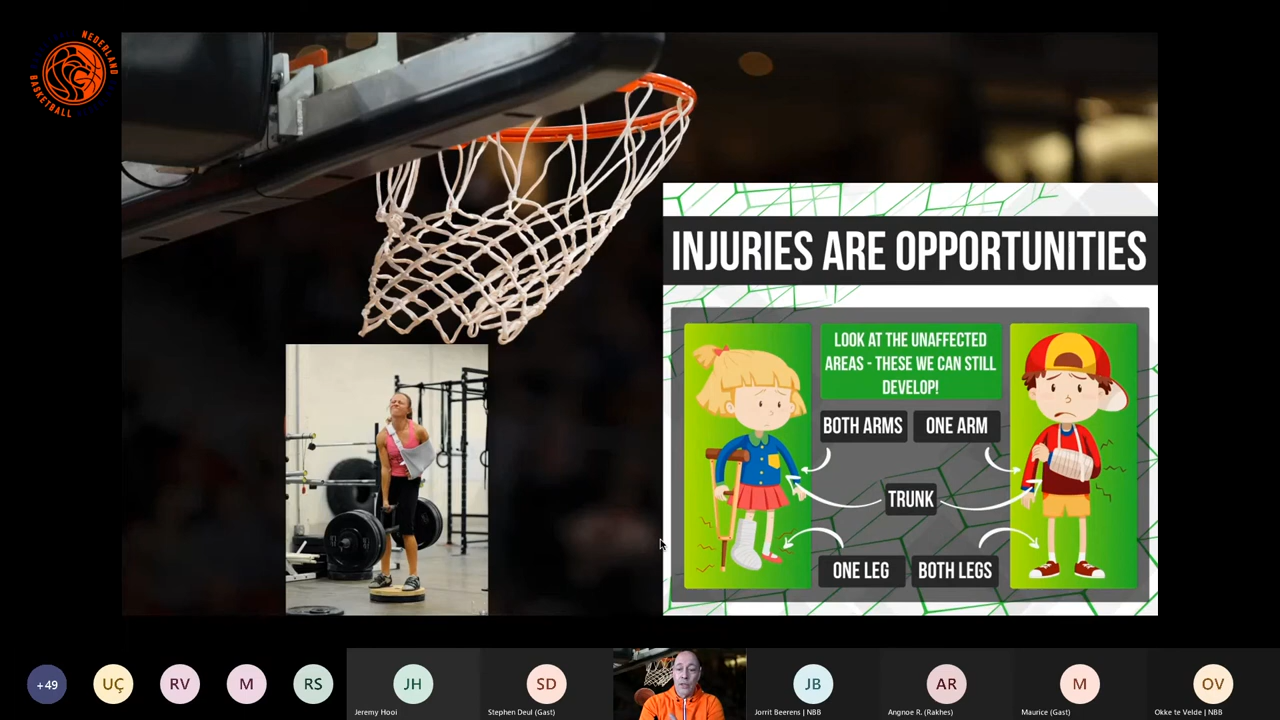 NEDERLAND
BASKETBALL
INJURIES ARE OPPORTUNITIES
LOOK AT THE UNAFFECTED
AREAS - THESE WE CAN STILL
DEVELOP!
BOTH ARMS
ONE ARM
TRUNK
ONE LEG
BOTH LEGS
+49
UÇ
RV
M
RS
JH
Jeremy Hooi
SD
Stephen Deul (Gast)
JB
Jorrit Beerens | NBB
AR
Angnoe R. (Rakhes)
M
Maurice (Gast)
OV
Okke te Velde | NBB